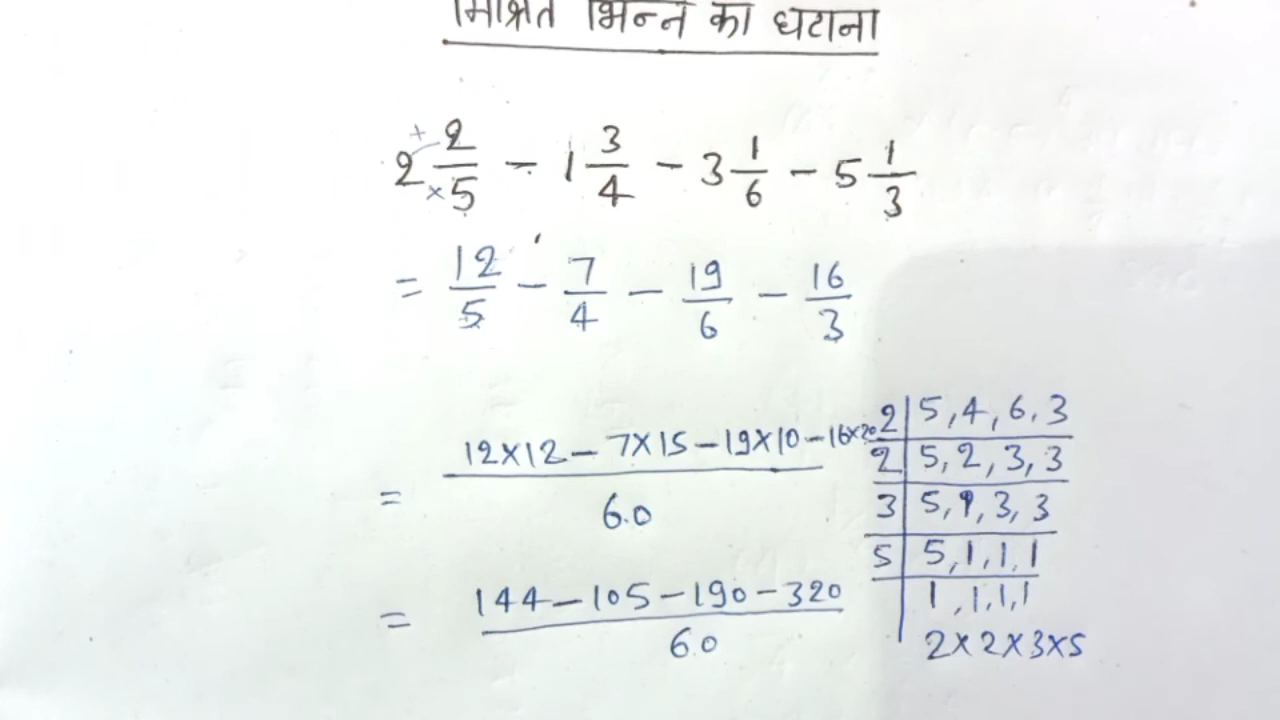 मिश्रित भिन्न का घटाना
2 2/5 - 1 3/4 - 3 1/6 - 5 1/3
= 12/5 - 7/4 - 19/6 - 16/3
= 12×12 - 7×15 - 19×10 - 16×20 / 60
= 144 - 105 - 190 - 320 / 60
2 | 5, 4, 6, 3
2 | 5, 2, 3, 3
3 | 5, 1, 3, 3
5 | 5, 1, 1, 1
1, 1, 1, 1
2×2×3×5